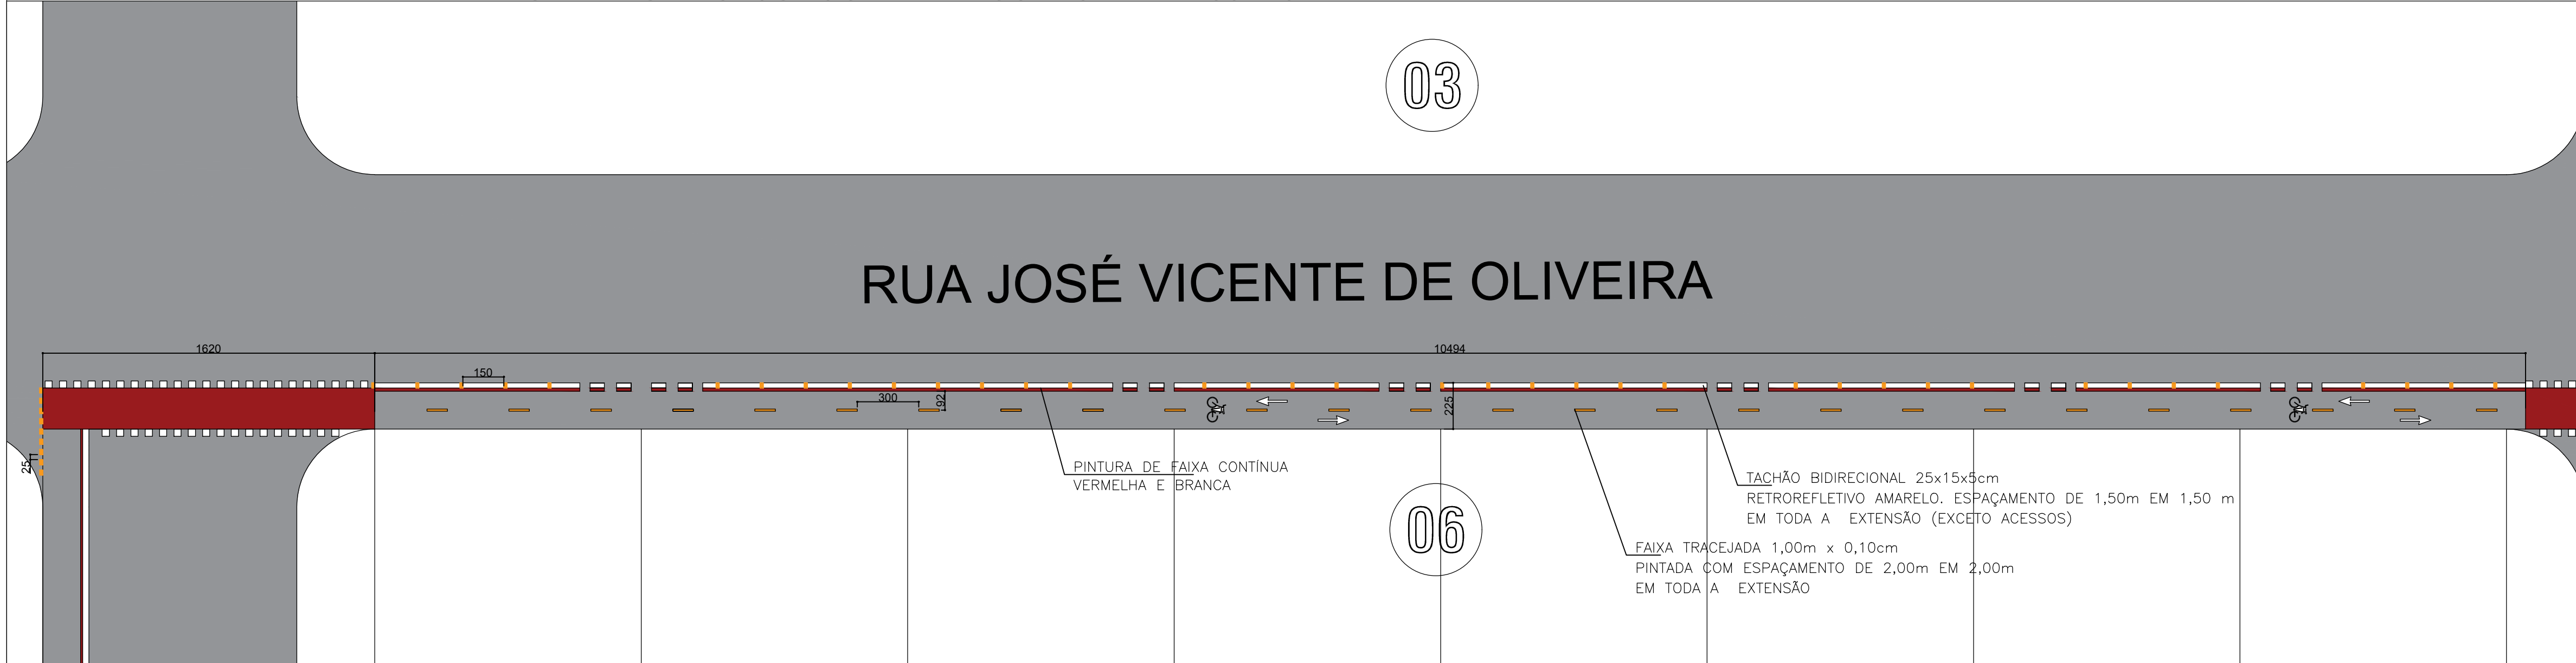 03
RUA JOSÉ VICENTE DE OLIVEIRA
1620
10494
150
300
92
225
25
PINTURA DE FAIXA CONTÍNUA
VERMELHA E BRANCA
TACHÃO BIDIRECIONAL 25x15x5cm
RETROREFLETIVO AMARELO. ESPAÇAMENTO DE 1,50m EM 1,50 m
EM TODA A EXTENSÃO (EXCETO ACESSOS)
06
FAIXA TRACEJADA 1,00m x 0,10cm
PINTADA COM ESPAÇAMENTO DE 2,00m EM 2,00m
EM TODA A EXTENSÃO